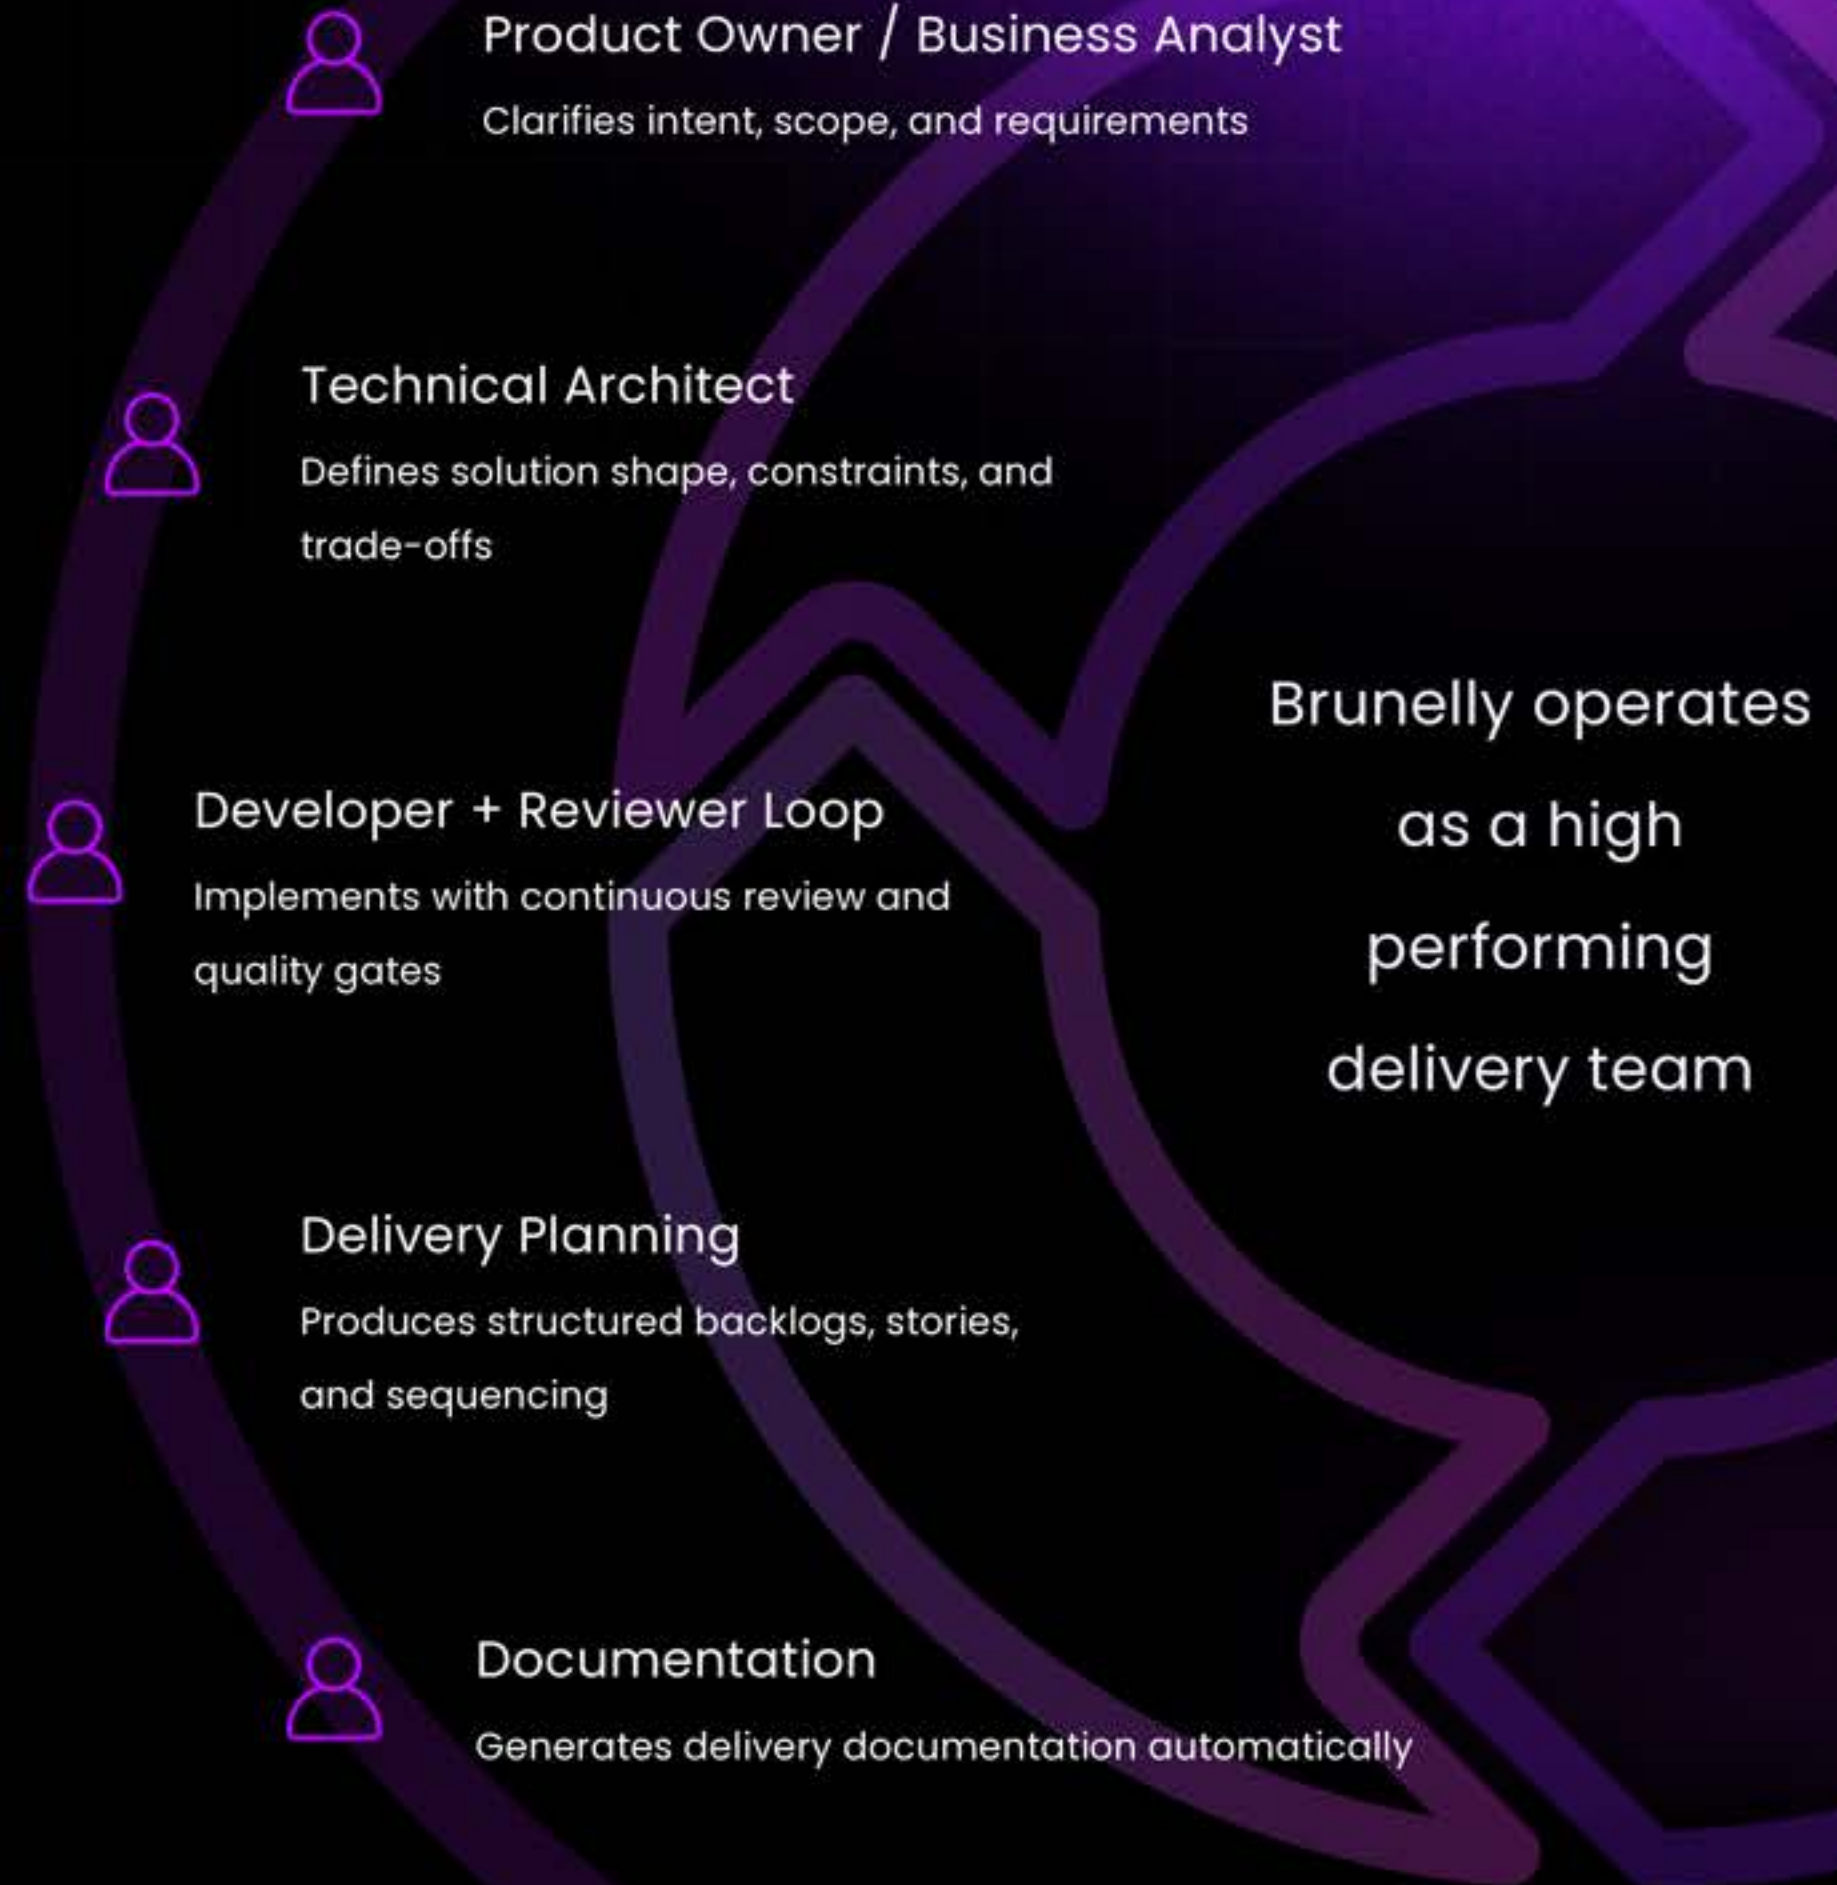 Product Owner / Business Analyst
Clarifies intent, scope, and requirements
Technical Architect
Defines solution shape, constraints, and
trade-offs
Developer + Reviewer Loop
Implements with continuous review and
quality gates
Delivery Planning
Produces structured backlogs, stories,
and sequencing
Documentation
Generates delivery documentation automatically
Brunelly operates
as a high
performing
delivery team